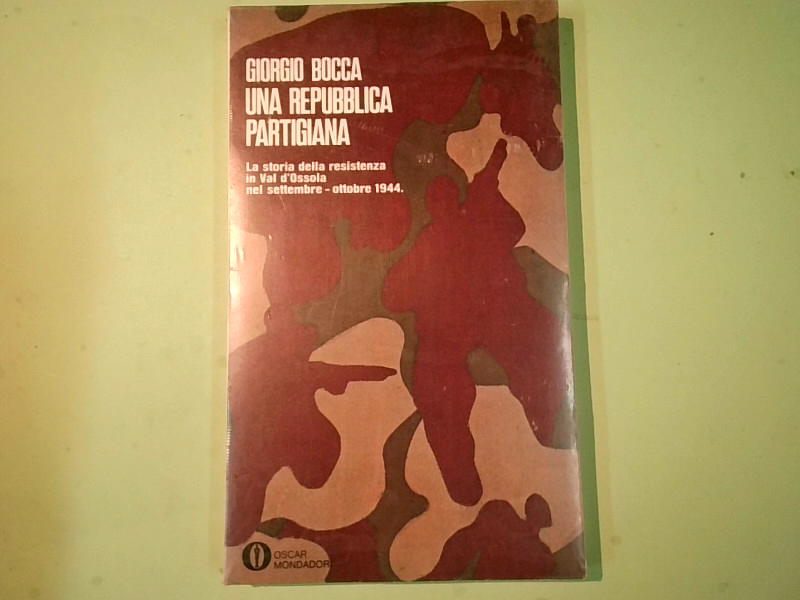 GIORGIO BOCCA
UNA REPUBBLICA
PARTIGIANA
La storia della resistenza
in Val d'Ossola
nel settembre - ottobre 1944.
OSCAR
MONDADORI